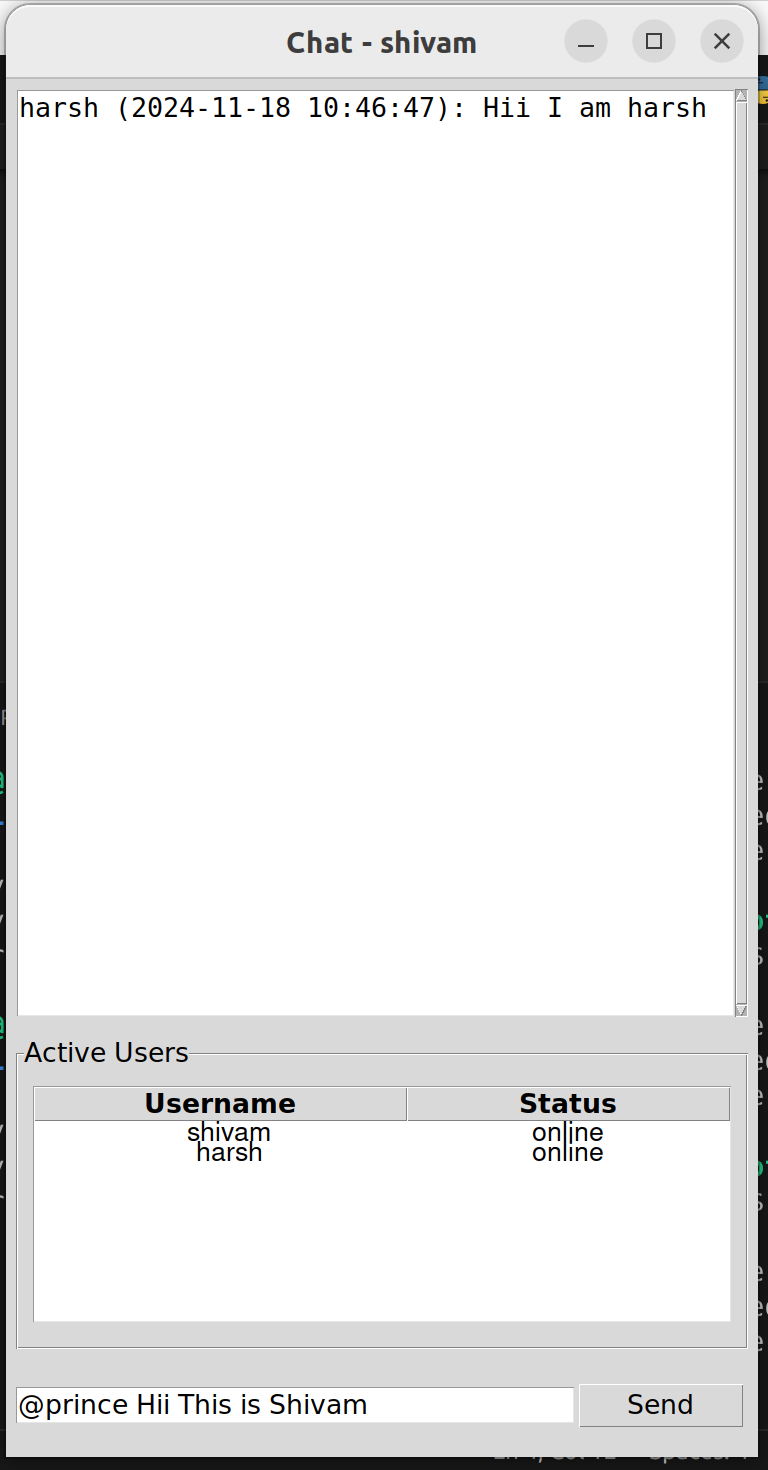 Chat - shivam
harsh (2024-11-18 10:46:47): Hii I am harsh
Active Users
Username Status
shivam online
harsh online
@prince Hii This is Shivam Send